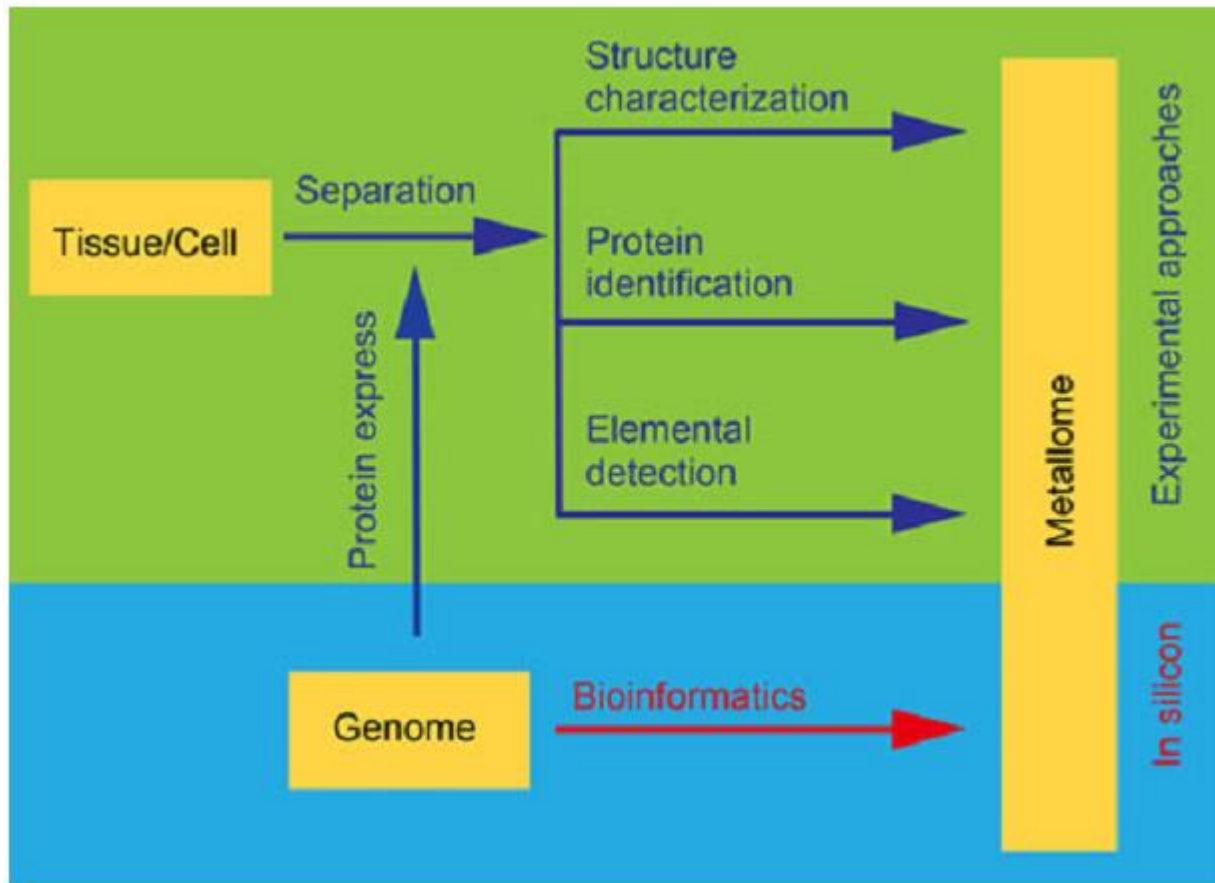 Structure
characterization
Separation
Tissue/Cell
Protein
identification
Protein express
Elemental
detection
Metallome
Experimental approaches
Genome
Bioinformatics
In silicon